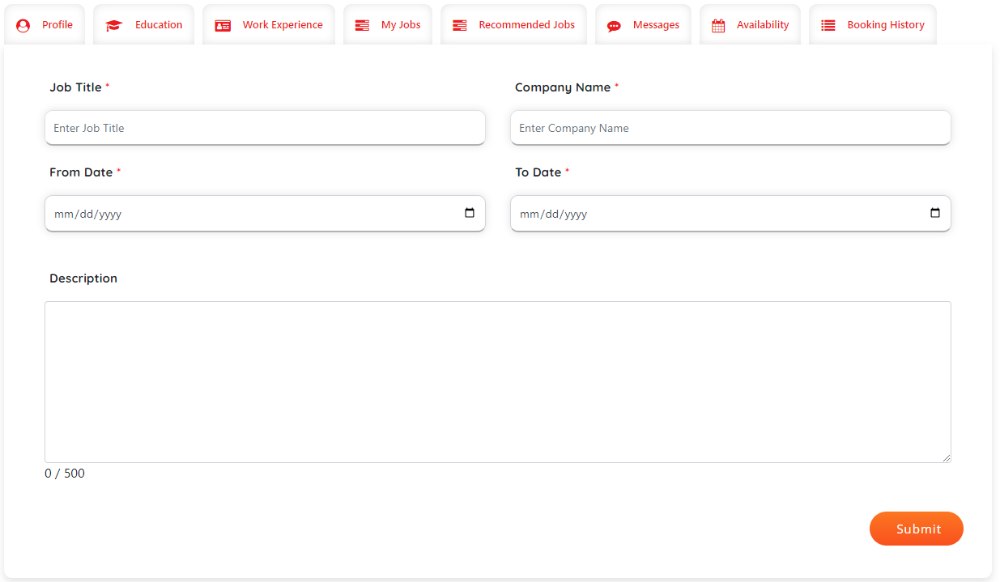 Profile Education Work Experience My Jobs Recommended Jobs Messages Availability Booking History
Job Title * Company Name *
Enter Job Title Enter Company Name
From Date * To Date *
mm/dd/yyyy mm/dd/yyyy
Description
0 / 500
Submit